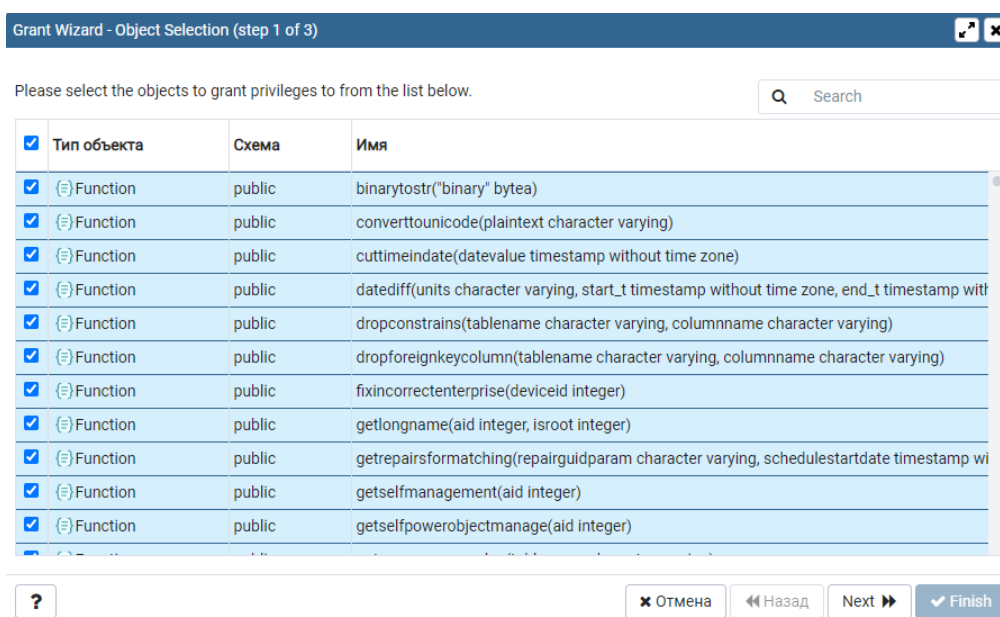 Grant Wizard - Object Selection (step 1 of 3)
Please select the objects to grant privileges to from the list below.
Search
Тип объекта Схема Имя
Function public binarytostr("binary" bytea)
Function public converttounicode(plaintext character varying)
Function public cuttimeindate(datevalue timestamp without time zone)
Function public datediff(units character varying, start_t timestamp without time zone, end_t timestamp with
Function public dropconstrains(tablename character varying, columnname character varying)
Function public dropforeignkeycolumn(tablename character varying, columnname character varying)
Function public fixincorrectenterprise(deviceid integer)
Function public getlongname(aid integer, isroot integer)
Function public getrepairsformatching(repairguidparam character varying, schedulestartdate timestamp wi
Function public getselfmanagement(aid integer)
Function public getselfpowerobjectmanage(aid integer)
? Отмена Назад Next Finish